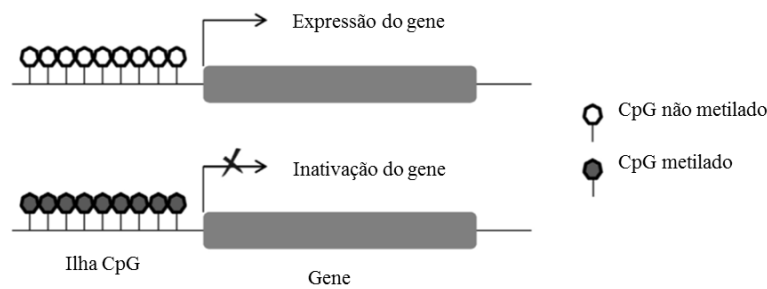 Expressão do gene
CpG não metilado
CpG metilado
Inativação do gene
Ilha CpG
Gene